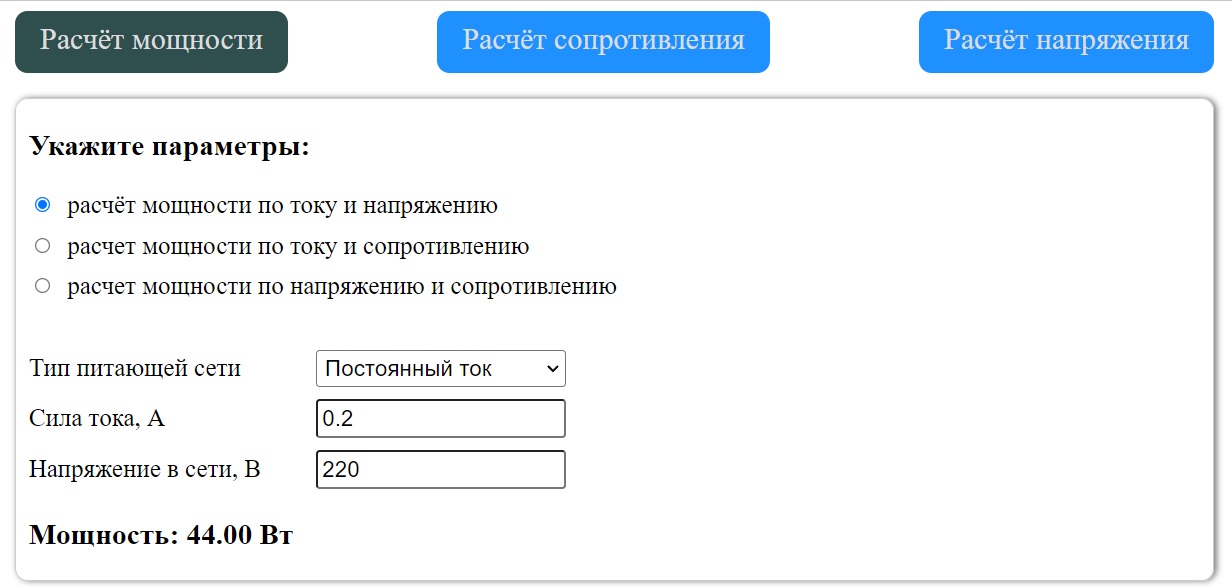 Расчёт мощности
Расчёт сопротивления
Расчёт напряжения
Укажите параметры:
расчёт мощности по току и напряжению
расчет мощности по току и сопротивлению
расчет мощности по напряжению и сопротивлению
Тип питающей сети Постоянный ток
Сила тока, А 0.2
Напряжение в сети, В 220
Мощность: 44.00 Вт